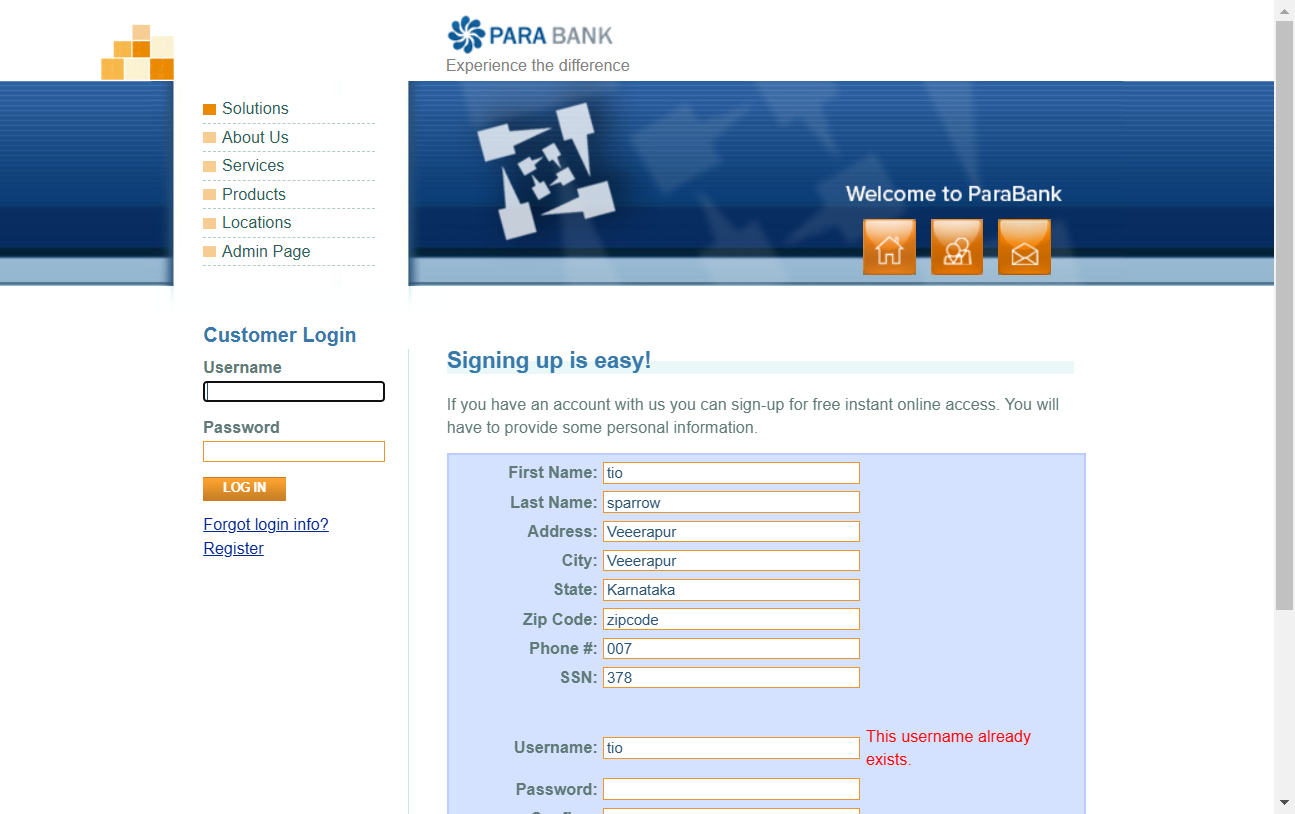 PARA BANK
Experience the difference
Solutions
About Us
Services
Products
Locations
Admin Page
Welcome to ParaBank
Customer Login
Username
Password
LOG IN
Forgot login info?
Register
Signing up is easy!
If you have an account with us you can sign-up for free instant online access. You will
have to provide some personal information.
First Name: tio
Last Name: sparrow
Address: Veeerapur
City: Veeerapur
State: Karnataka
Zip Code: zipcode
Phone #: 007
SSN: 378
Username: tio This username already
exists.
Password: